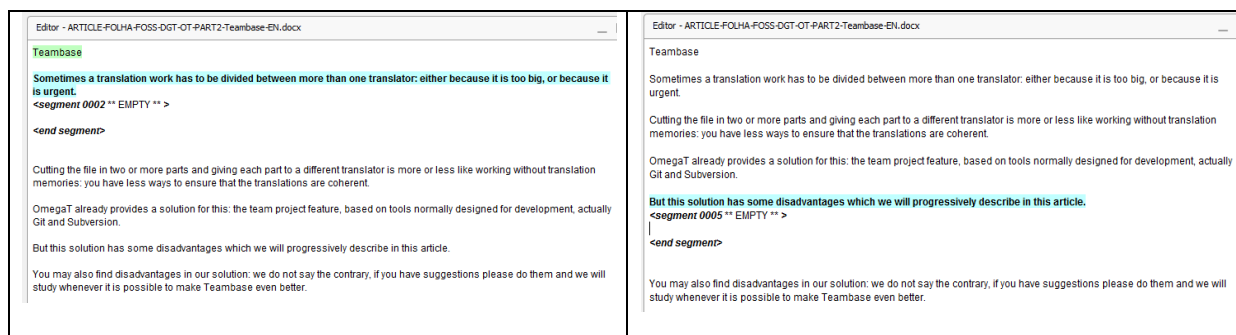 Editor - ARTICLE-FOLHA-FOSS-DGT-OT-PART2-Teambase-EN.docx
Teambase
Sometimes a translation work has to be divided between more than one translator: either because it is too big, or because it
is urgent.
<segment 0002 ** EMPTY ** >
<end segment>
Cutting the file in two or more parts and giving each part to a different translator is more or less like working without translation
memories: you have less ways to ensure that the translations are coherent.
OmegaT already provides a solution for this: the team project feature, based on tools normally designed for development, actually
Git and Subversion.
But this solution has some disadvantages which we will progressively describe in this article.
You may also find disadvantages in our solution: we do not say the contrary, if you have suggestions please do them and we will
study whenever it is possible to make Teambase even better.
Editor - ARTICLE-FOLHA-FOSS-DGT-OT-PART2-Teambase-EN.docx
Teambase
Sometimes a translation work has to be divided between more than one translator: either because it is too big, or because it is
urgent.
Cutting the file in two or more parts and giving each part to a different translator is more or less like working without translation
memories: you have less ways to ensure that the translations are coherent.
OmegaT already provides a solution for this: the team project feature, based on tools normally designed for development, actually
Git and Subversion.
But this solution has some disadvantages which we will progressively describe in this article.
<segment 0005 ** EMPTY ** >
<end segment>
You may also find disadvantages in our solution: we do not say the contrary, if you have suggestions please do them and we will
study whenever it is possible to make Teambase even better.